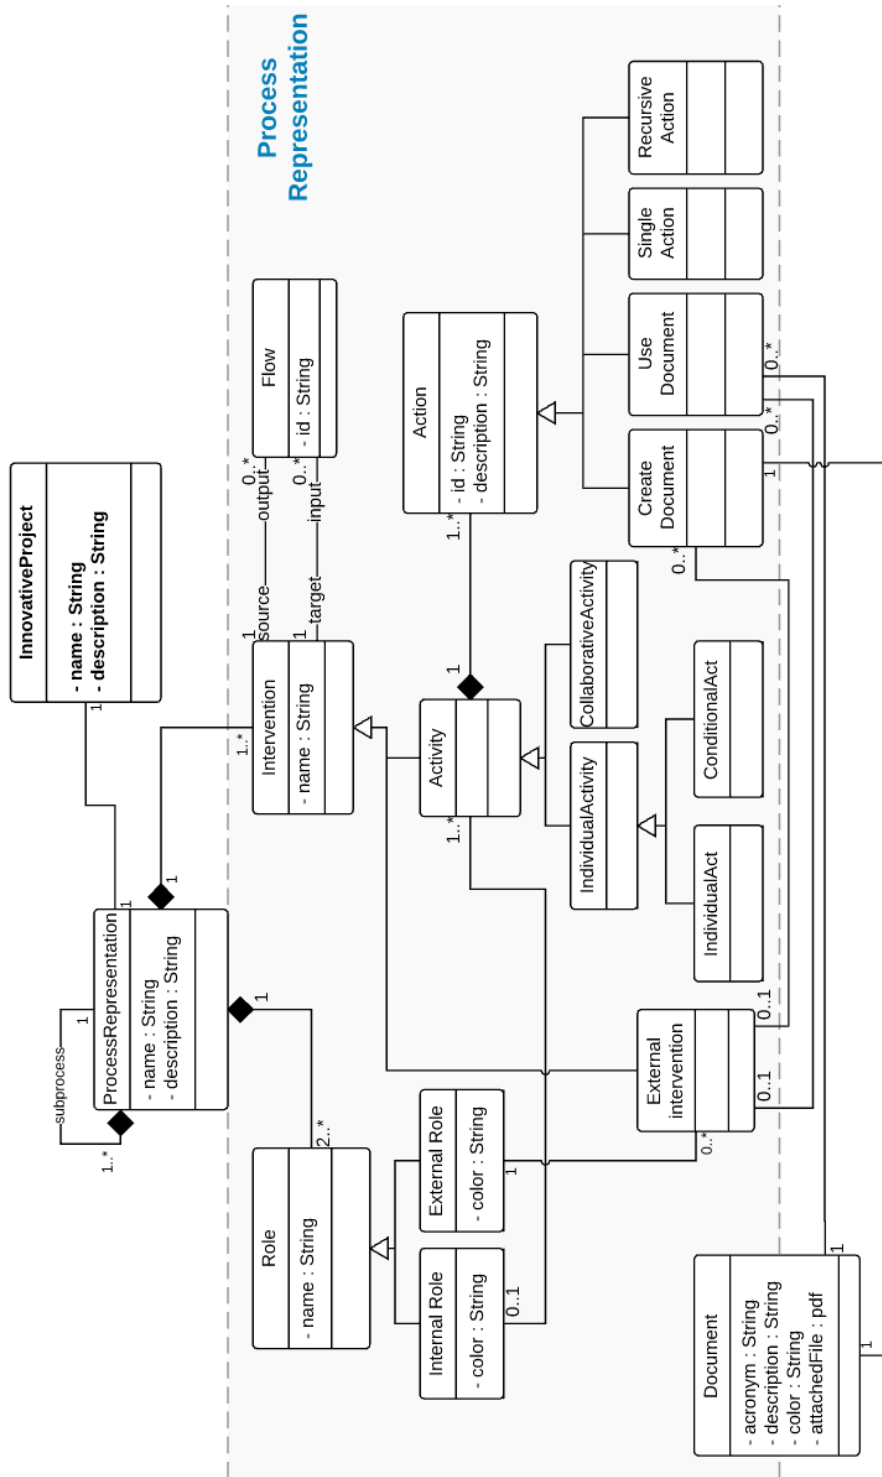 InnovativeProject
- name : String
- description : String
1
subprocess
1..*
1
ProcessRepresentation
- name : String
- description : String
1
1
1
Process
Representation
Role
- name : String
2..*
Intervention
- name : String
1..*
1
source
output
0..*
1
target
input
0..*
Flow
- id : String
Internal Role
- color : String
0..1
External Role
- color : String
1
Activity
1..*
1
Action
- id : String
- description : String
1..*
IndividualActivity
CollaborativeActivity
External
intervention
0..*
0..1
0..1
IndividualAct
ConditionalAct
Create
Document
0..*
1
Use
Document
0..*
0..*
Single
Action
Recursive
Action
Document
- acronym : String
- description : String
- color : String
- attachedFile : pdf
1
1